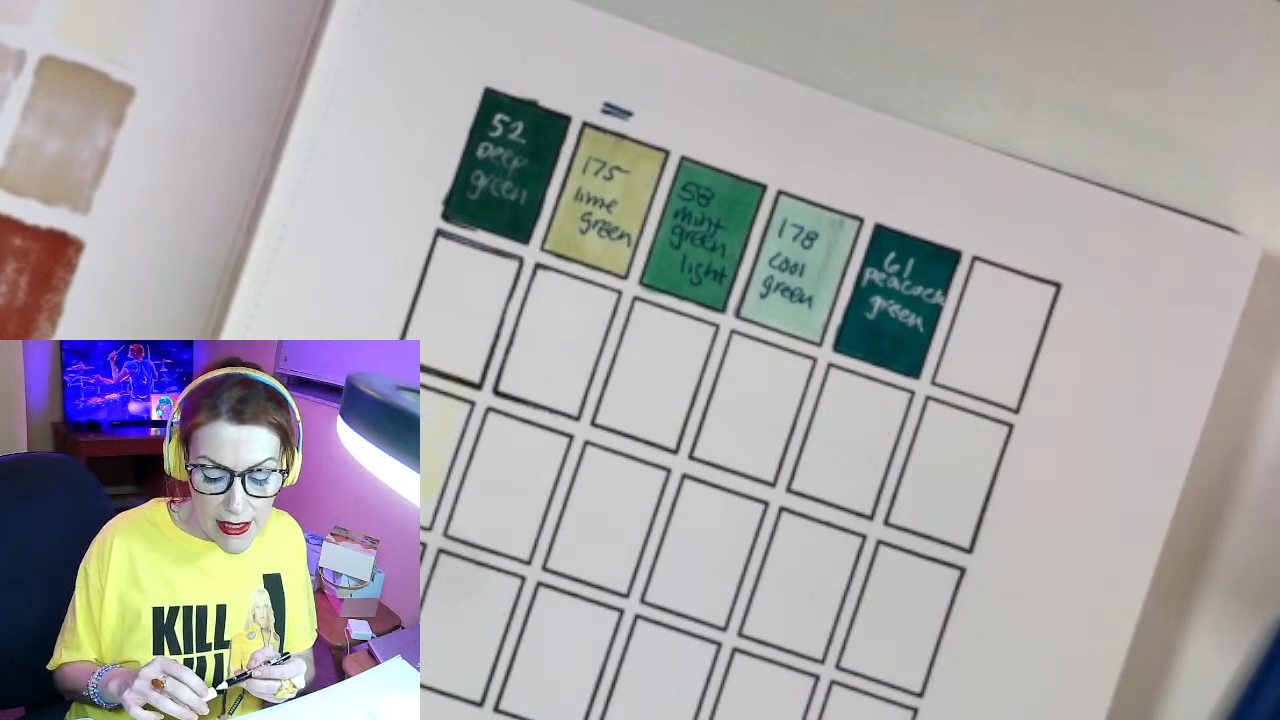 52
Deep
green
175
lime
green
58
mint
green
light
178
cool
green
61
peacock
green
KILL